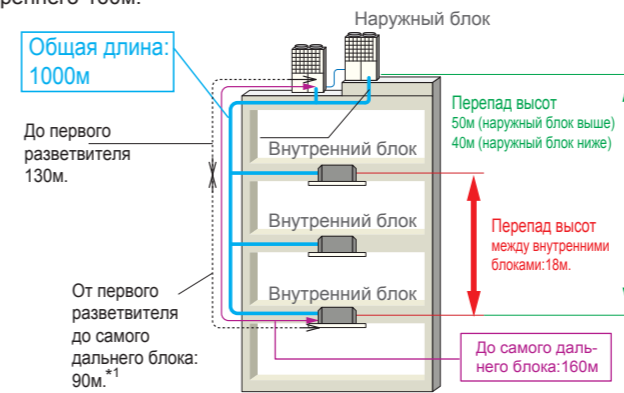 реннего 160м.
Наружный блок
Общая длина:
1000м
До первого
разветвителя
130м.
Внутренний блок
Перепад высот
50м (наружный блок выше)
40м (наружный блок ниже)
Внутренний блок
Перепад высот
между внутренними
блоками:18м.
От первого
разветвителя
до самого
дальнего блока:
90м.*1
Внутренний блок
До самого даль-
него блока:160м